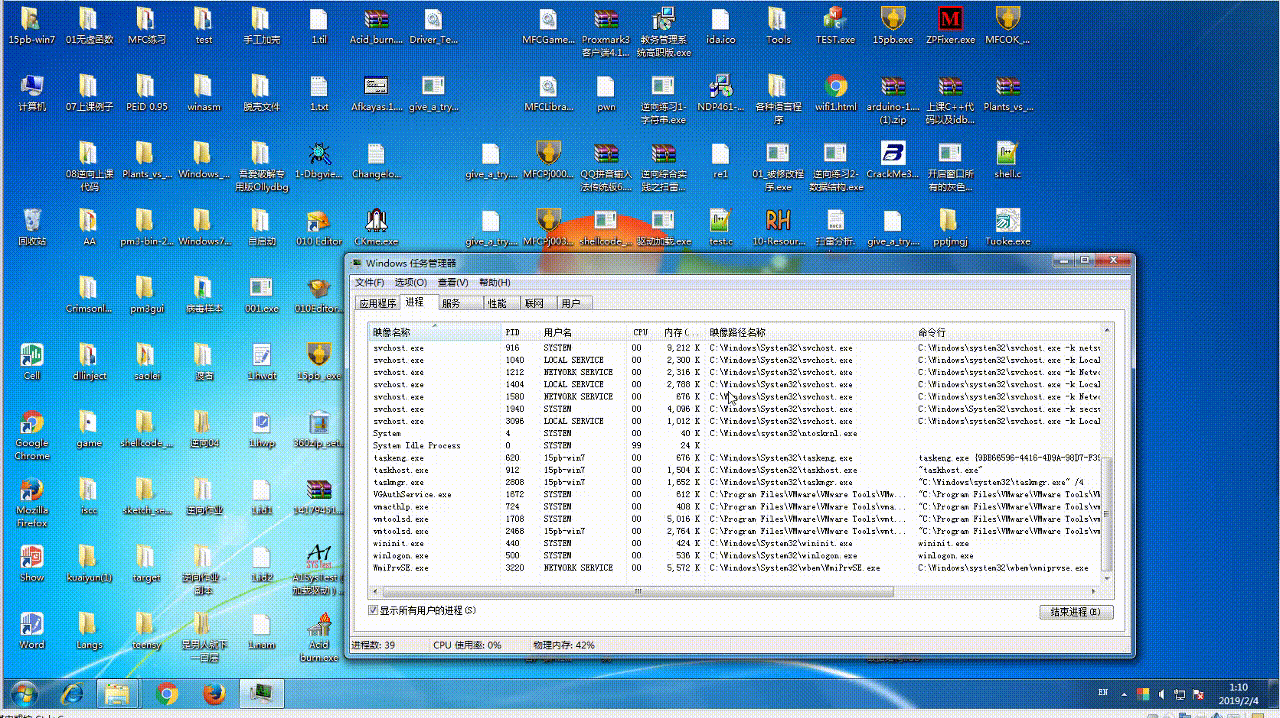 15pb-win7 01无虚函数 MFC练习 test 手工加壳 1.til Acid_burn.... Driver_Te... MFCGame... Proxmark3 教务管理系 ida.ico Tools TEST.exe 15pb.exe ZPFixer.exe MFCOK_...
客户端4.1... 统高职版.exe
计算机 07上课例子 PEiD 0.95 winasm 脱壳文件 1.txt Afkayas.1.... give_a_try.... MFCLibra... pwn 逆向练习1- NDP461-... 各种语言程 wifi1.html arduino-1.... 上课C++代 Plants_vs_...
字符串.exe 序 (1).zip 码以及idb...
08逆向上课 Plants_vs_... Windows_... 吾爱破解专 1-Dbgvie... Changelo... give_a_try.... MFCPj000... QQ拼音输入 逆向综合实 re1 01_被修改程 逆向练习2- CrackMe3... 开启窗口所 shell.c
代码 用版Ollydbg 法传统版6.... 践之扫雷... 序.exe 数据结构.exe 有的灰色...
回收站 AA pm3-bin-2... Windows7... 自启动 010 Editor CKme.exe give_a_try.... MFCPj003... shellcode_... 驱动加载.exe test.c 10-Resour... 扫雷分析. give_a_try.... pptjmgj Tuoke.exe
Crimsonl... pm3gui 病毒样本 001.exe 010Editor...
Cell dllinject saolei 15pb_exe
Google game shellcode_... 逆向04 1.hwp 360zip_set...
Chrome
Mozilla iscc sketch_se... 逆向作业 1.id1 14179451...
Firefox
Show kuaiyun(1) target 逆向作业 - 1.id2 A1SysTest (
副本 加载驱动 )...
Word Langs teensy 是男人就下 1.nam Acid
一百层 burn.exe
Windows 任务管理器
文件(F) 选项(O) 查看(V) 帮助(H)
应用程序 进程 服务 性能 联网 用户
映像名称 PID 用户名 CPU 内存(... 映像路径名称 命令行
svchost.exe 916 SYSTEM 00 9,212 K C:\Windows\System32\svchost.exe C:\Windows\system32\svchost.exe -k netsv
svchost.exe 1040 LOCAL SERVICE 00 2,300 K C:\Windows\System32\svchost.exe C:\Windows\system32\svchost.exe -k Local
svchost.exe 1212 NETWORK SERVICE 00 2,316 K C:\Windows\System32\svchost.exe C:\Windows\system32\svchost.exe -k Netwo
svchost.exe 1404 LOCAL SERVICE 00 2,788 K C:\Windows\System32\svchost.exe C:\Windows\system32\svchost.exe -k Local
svchost.exe 1580 NETWORK SERVICE 00 676 K C:\Windows\System32\svchost.exe C:\Windows\system32\svchost.exe -k Netwo
svchost.exe 1940 SYSTEM 00 4,096 K C:\Windows\System32\svchost.exe C:\Windows\System32\svchost.exe -k secsv
svchost.exe 3096 LOCAL SERVICE 00 1,012 K C:\Windows\System32\svchost.exe C:\Windows\system32\svchost.exe -k Local
System 4 SYSTEM 00 40 K C:\Windows\system32\ntoskrnl.exe
System Idle Process 0 SYSTEM 99 24 K
taskeng.exe 620 15pb-win7 00 676 K C:\Windows\System32\taskeng.exe taskeng.exe {9BB66596-4416-4D9A-98D7-F39
taskhost.exe 912 15pb-win7 00 1,504 K C:\Windows\System32\taskhost.exe "taskhost.exe"
taskmgr.exe 2808 15pb-win7 00 1,652 K C:\Windows\System32\taskmgr.exe "C:\Windows\system32\taskmgr.exe" /4
VGAuthService.exe 1672 SYSTEM 00 612 K C:\Program Files\VMware\VMware Tools\VMw... "C:\Program Files\VMware\VMware Tools\VM
vmacthlp.exe 724 SYSTEM 00 408 K C:\Program Files\VMware\VMware Tools\vma... "C:\Program Files\VMware\VMware Tools\vm
vmtoolsd.exe 1708 SYSTEM 00 5,016 K C:\Program Files\VMware\VMware Tools\vmt... "C:\Program Files\VMware\VMware Tools\vm
vmtoolsd.exe 2468 15pb-win7 00 2,764 K C:\Program Files\VMware\VMware Tools\vmt... "C:\Program Files\VMware\VMware Tools\vm
wininit.exe 440 SYSTEM 00 424 K C:\Windows\System32\wininit.exe wininit.exe
winlogon.exe 500 SYSTEM 00 536 K C:\Windows\System32\winlogon.exe winlogon.exe
WmiPrvSE.exe 3220 NETWORK SERVICE 00 5,572 K C:\Windows\System32\wbem\WmiPrvSE.exe C:\Windows\system32\wbem\wmiprvse.exe
显示所有用户的进程(S) 结束进程(E)
进程数: 39 CPU 使用率: 0% 物理内存: 42%
EN 1:10
2019/2/4